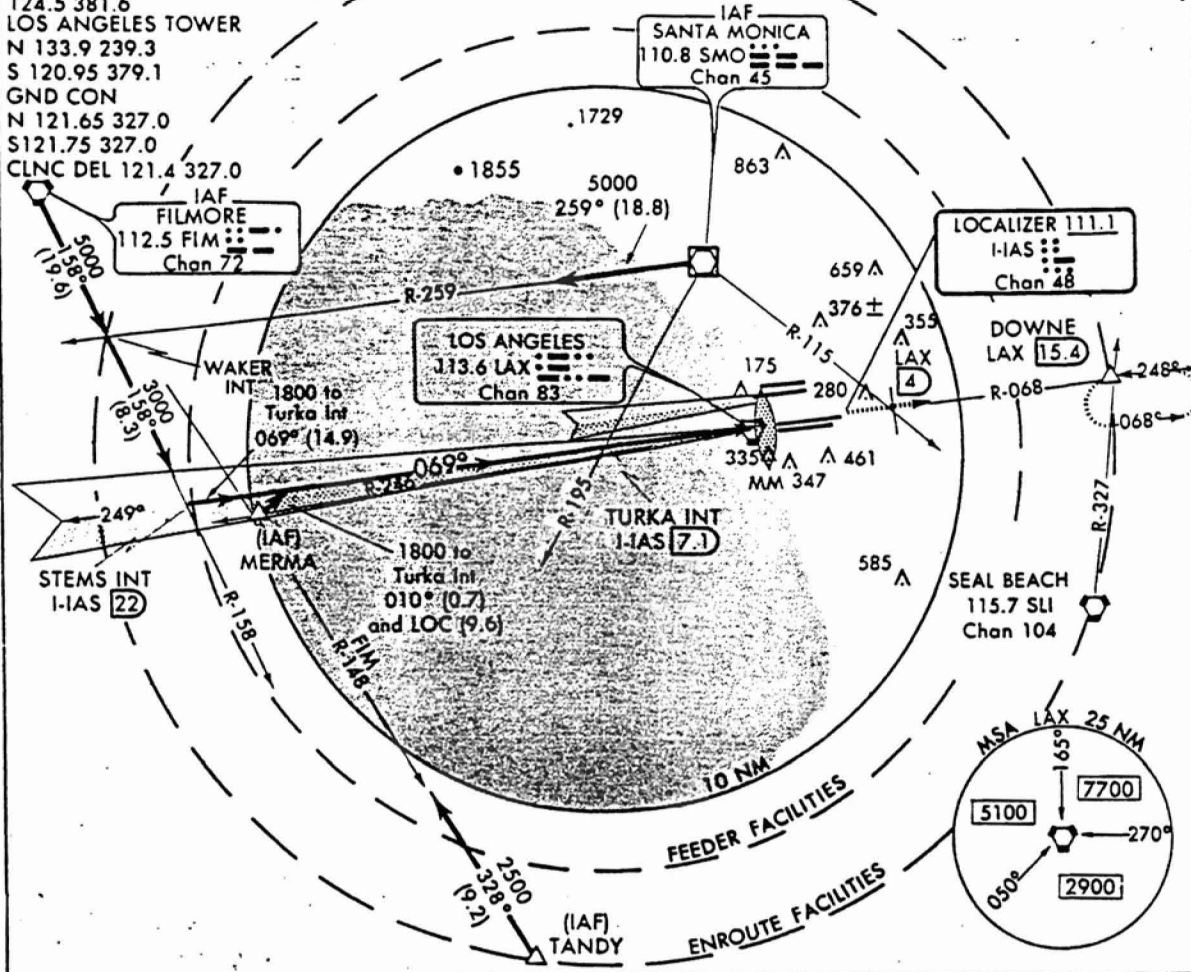 124.5 381.6
LOS ANGELES TOWER
N 133.9 239.3
S 120.95 379.1
GND CON
N 121.65 327.0
S121.75 327.0
CLNC DEL 121.4 327.0
IAF
SANTA MONICA
110.8 SMO
Chan 45
IAF
FILMORE
112.5 FIM
Chan 72
1729
1855
863
5000
259° (18.8)
5000
158°
(19.6)
R-259
LOCALIZER 111.1
I-IAS
Chan 48
659
376±
355
R-115
LAX
4
DOWNE
LAX 15.4
248°
068°
R-068
LOS ANGELES
113.6 LAX
Chan 83
175
280
WAKER
INT
3000
158°
(8.3)
1800 to
Turka Int
069° (14.9)
069°
335
MM 347
461
249°
(IAF)
MERMA
R-195
TURKA INT
I-IAS 7.1
R-327
STEMS INT
I-IAS 22
1800 to
Turka Int
010° (0.7)
and LOC (9.6)
585
SEAL BEACH
115.7 SLI
Chan 104
R-158
FIM
R-148
10 NM
FEEDER FACILITIES
ENROUTE FACILITIES
2500
328°
(9.2)
(IAF)
TANDY
MSA LAX 25 NM
165°
7700
5100
270°
050°
2900